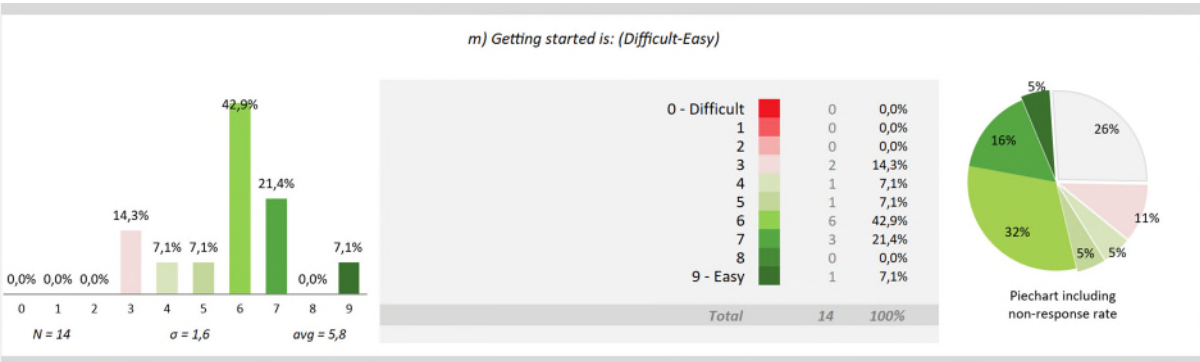 m) Getting started is: (Difficult-Easy)
42,9%
21,4%
14,3%
7,1% 7,1% 7,1%
0,0% 0,0% 0,0% 0,0%
0 1 2 3 4 5 6 7 8 9
N = 14 σ = 1,6 avg = 5,8
0 - Difficult 0 0,0%
1 0 0,0%
2 0 0,0%
3 2 14,3%
4 1 7,1%
5 1 7,1%
6 6 42,9%
7 3 21,4%
8 0 0,0%
9 - Easy 1 7,1%
Total 14 100%
5%
26%
16%
11%
32%
5% 5%
Piechart including
non-response rate